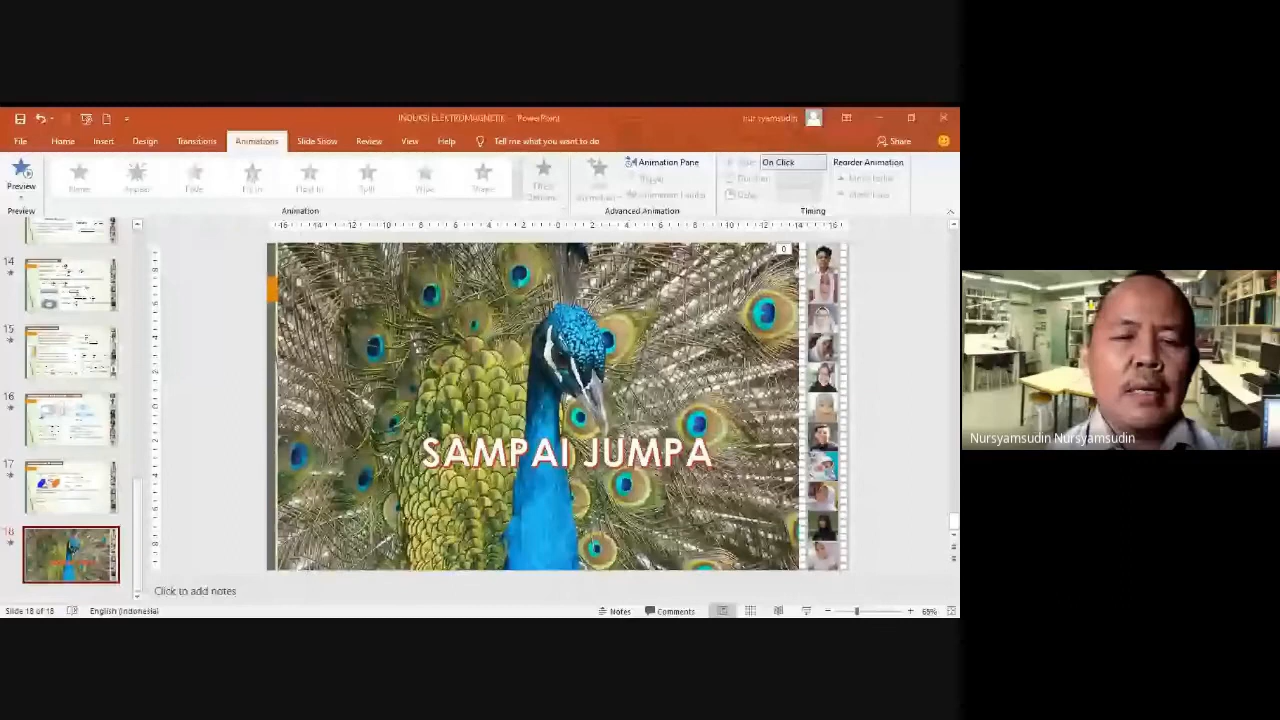 INDUKSI ELEKTROMAGNETIK - PowerPoint
nur syamsudin
File Home Insert Design Transitions Animations Slide Show Review View Help Tell me what you want to do
Share
Preview
None Appear Fade Fly In Float In Split Wipe Shape
Animation Pane
On Click
Reorder Animation
Trigger
Preview
Animation
Advanced Animation
Timing
14
15
16
17
18
0
SAMPAI JUMPA
Nursyamsudin Nursyamsudin
Click to add notes
Slide 18 of 18 English (Indonesia)
Notes Comments
65%